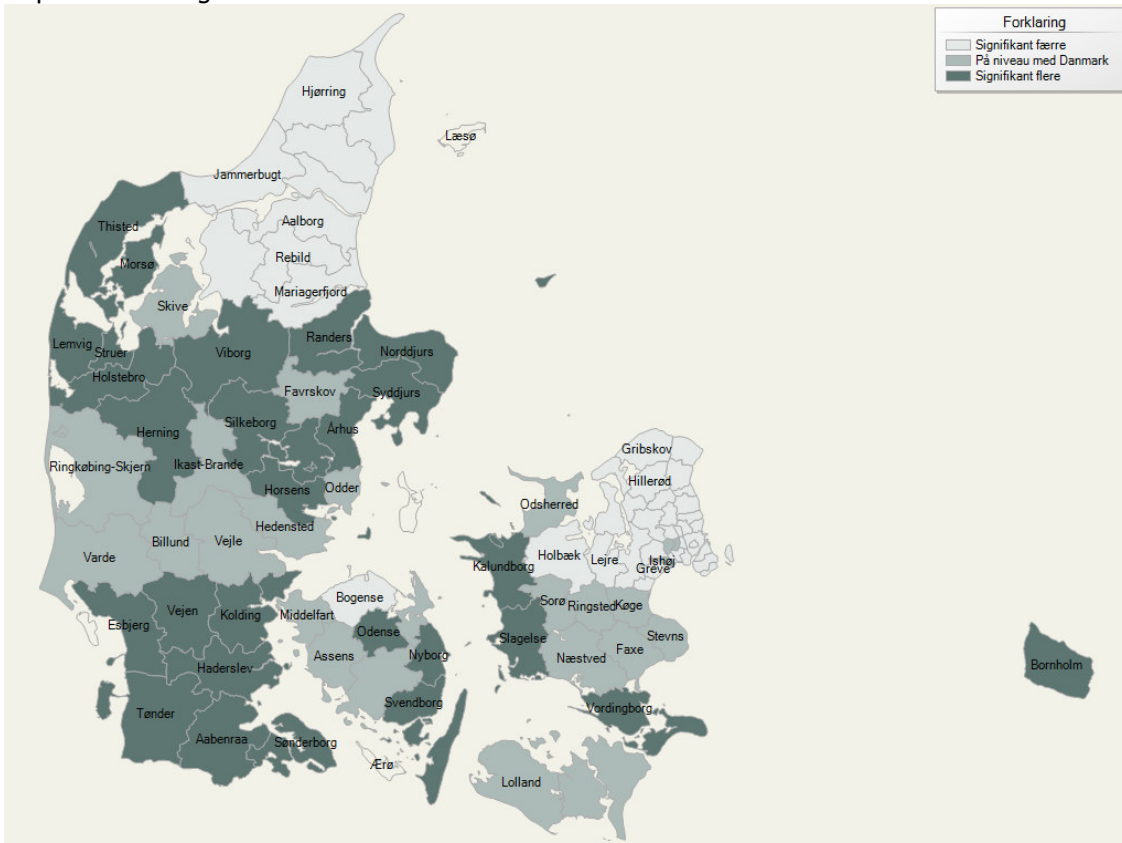 Forklaring
Signifikant færre
På niveau med Danmark
Signifikant flere
Hjørring
Læsø
Jammerbugt
Aalborg
Thisted
Rebild
Morsø
Mariagerfjord
Skive
Randers
Lemvig
Struer
Viborg
Norddjurs
Holstebro
Favrskov
Syddjurs
Silkeborg
Århus
Herning
Gribskov
Ringkøbing-Skjern
Ikast-Brande
Hillerød
Horsens
Odder
Odsherred
Hedensted
Billund
Vejle
Varde
Holbæk
Lejre
Ishøj
Greve
Kalundborg
Bogense
Sorø
Ringsted
Køge
Vejen
Kolding
Middelfart
Esbjerg
Odense
Slagelse
Stevns
Assens
Nyborg
Næstved
Faxe
Haderslev
Bornholm
Svendborg
Vordingborg
Tønder
Aabenraa
Sønderborg
Ærø
Lolland